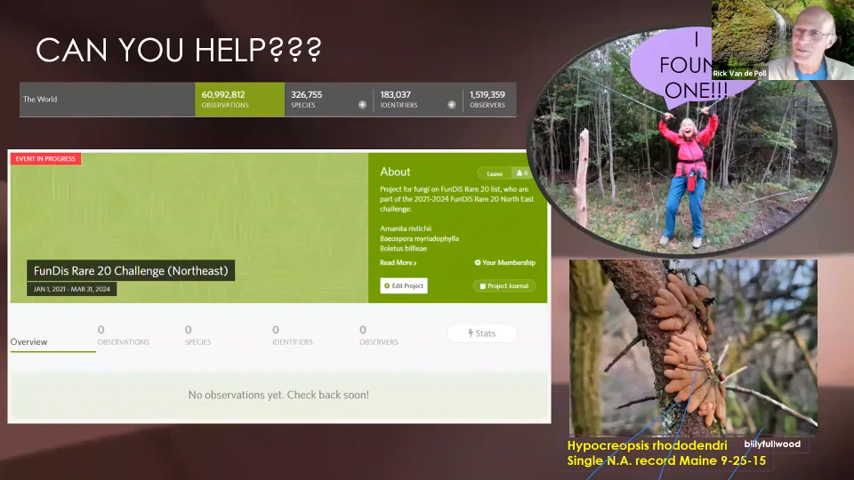 CAN YOU HELP???
The World
60,992,812
OBSERVATIONS
326,755
SPECIES
183,037
IDENTIFIERS
1,519,359
OBSERVERS
I
FOUN
ONE!!!
Rick Van de Poll
EVENT IN PROGRESS
FunDis Rare 20 Challenge (Northeast)
JAN 1, 2021 - MAR 31, 2024
About
Leave
6
Project for fungi on FunDiS Rare 20 list, who are
part of the 2021-2024 FunDiS Rare 20 North East
challenge:
Amanita ristichii
Baeospora myriadophylla
Boletus billieae
Read More >
Your Membership
Edit Project
Project Journal
Overview
0
OBSERVATIONS
0
SPECIES
0
IDENTIFIERS
0
OBSERVERS
Stats
No observations yet. Check back soon!
Hypocreopsis rhododendri
blilyfullwood
Single N.A. record Maine 9-25-15